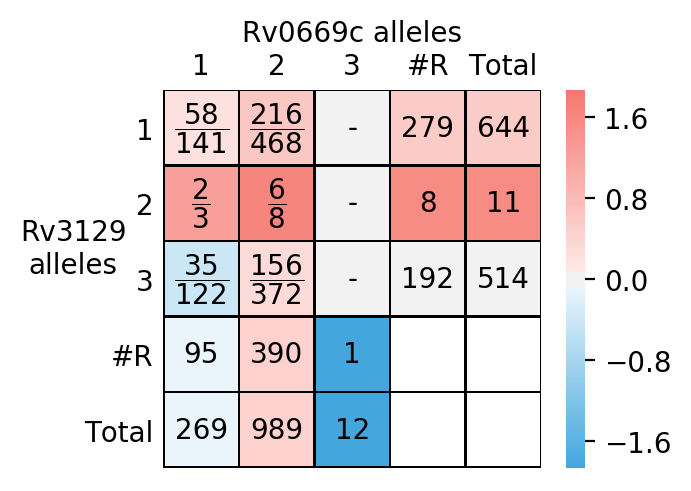 Rv0669c alleles
1 2 3 #R Total
1 58/141 216/468 - 279 644
2 2/3 6/8 - 8 11
Rv3129 alleles
3 35/122 156/372 - 192 514
#R 95 390 1
Total 269 989 12
1.6
0.8
0.0
−0.8
−1.6